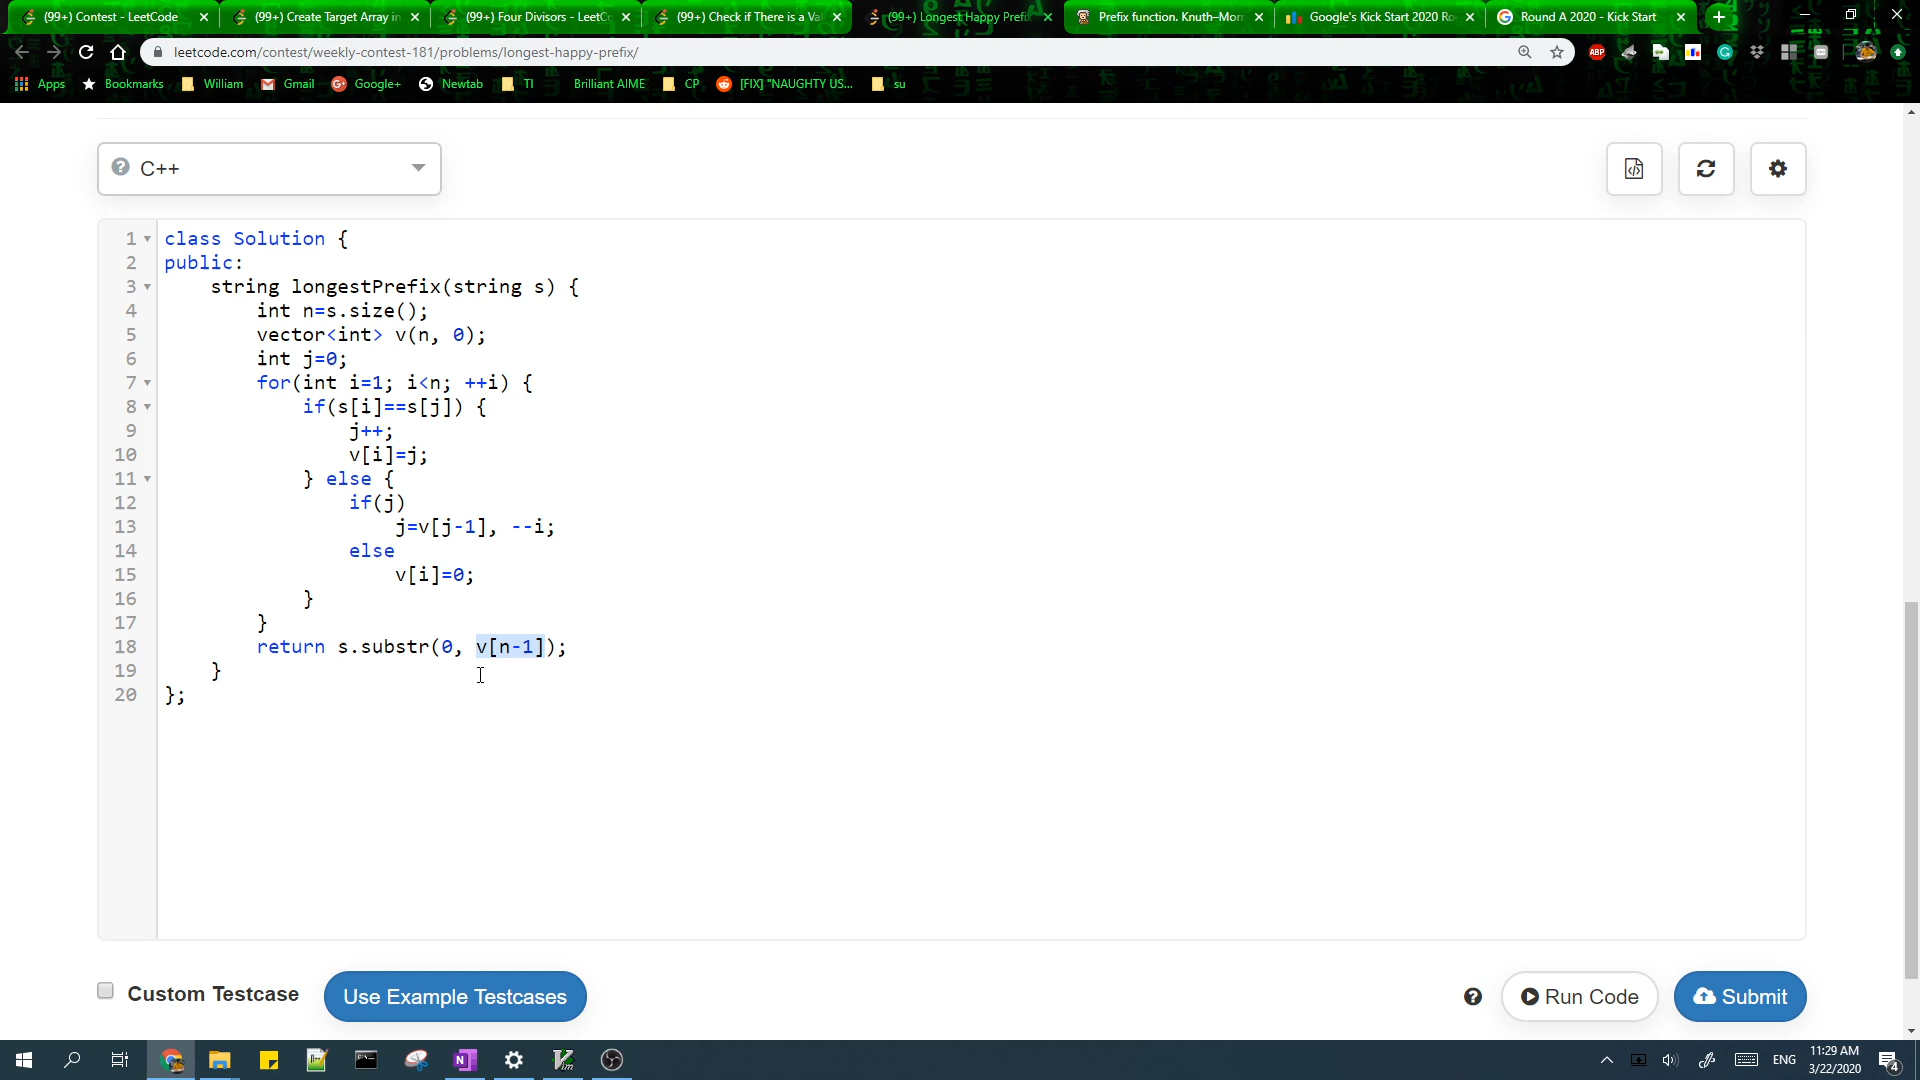 (99+) Contest - LeetCode
(99+) Create Target Array in
(99+) Four Divisors - LeetC
(99+) Check if There is a Va
(99+) Longest Happy Prefix
Prefix function. Knuth–Morr
Google's Kick Start 2020 Ro
Round A 2020 - Kick Start
leetcode.com/contest/weekly-contest-181/problems/longest-happy-prefix/
Apps Bookmarks William Gmail Google+ Newtab TI Brilliant AIME CP [FIX] "NAUGHTY US... su
C++
1 class Solution {
2 public:
3 string longestPrefix(string s) {
4 int n=s.size();
5 vector<int> v(n, 0);
6 int j=0;
7 for(int i=1; i<n; ++i) {
8 if(s[i]==s[j]) {
9 j++;
10 v[i]=j;
11 } else {
12 if(j)
13 j=v[j-1], --i;
14 else
15 v[i]=0;
16 }
17 }
18 return s.substr(0, v[n-1]);
19 }
20 };
Custom Testcase
Use Example Testcases
Run Code
Submit
ENG
11:29 AM
3/22/2020
4